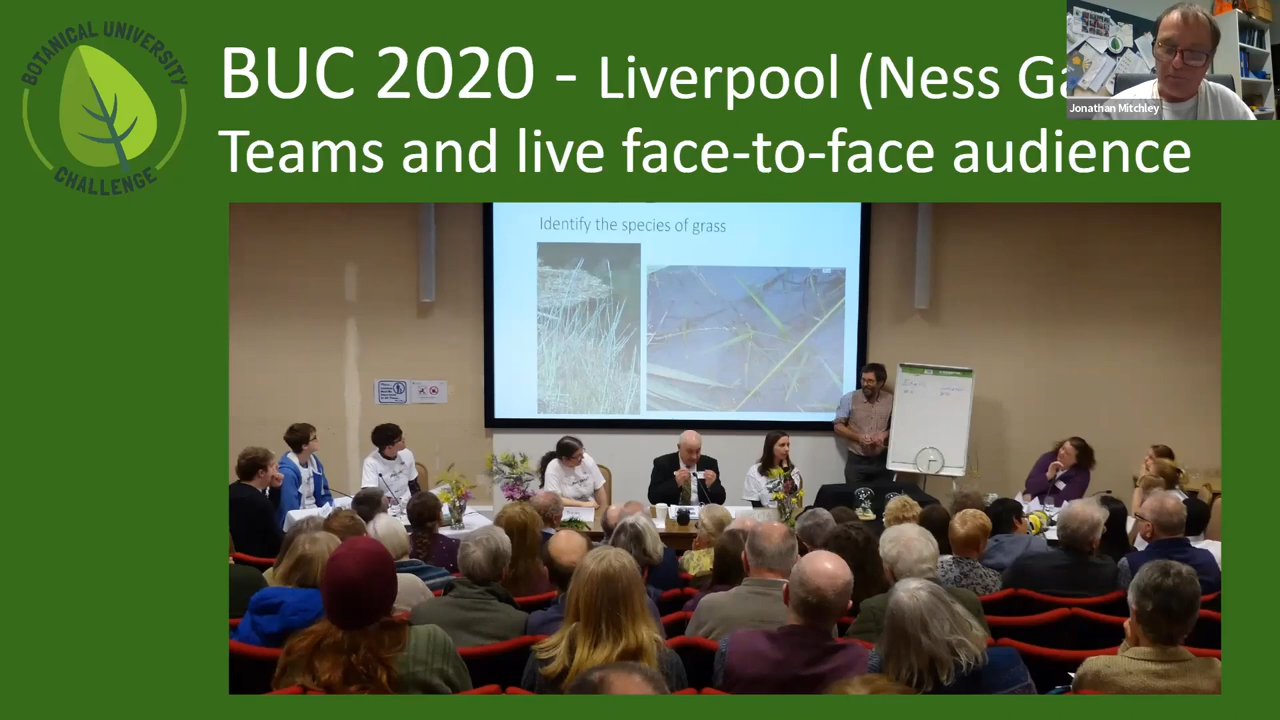 BOTANICAL UNIVERSITY
CHALLENGE
BUC 2020 - Liverpool (Ness Ga
Teams and live face-to-face audience
Jonathan Mitchley
Identify the species of grass